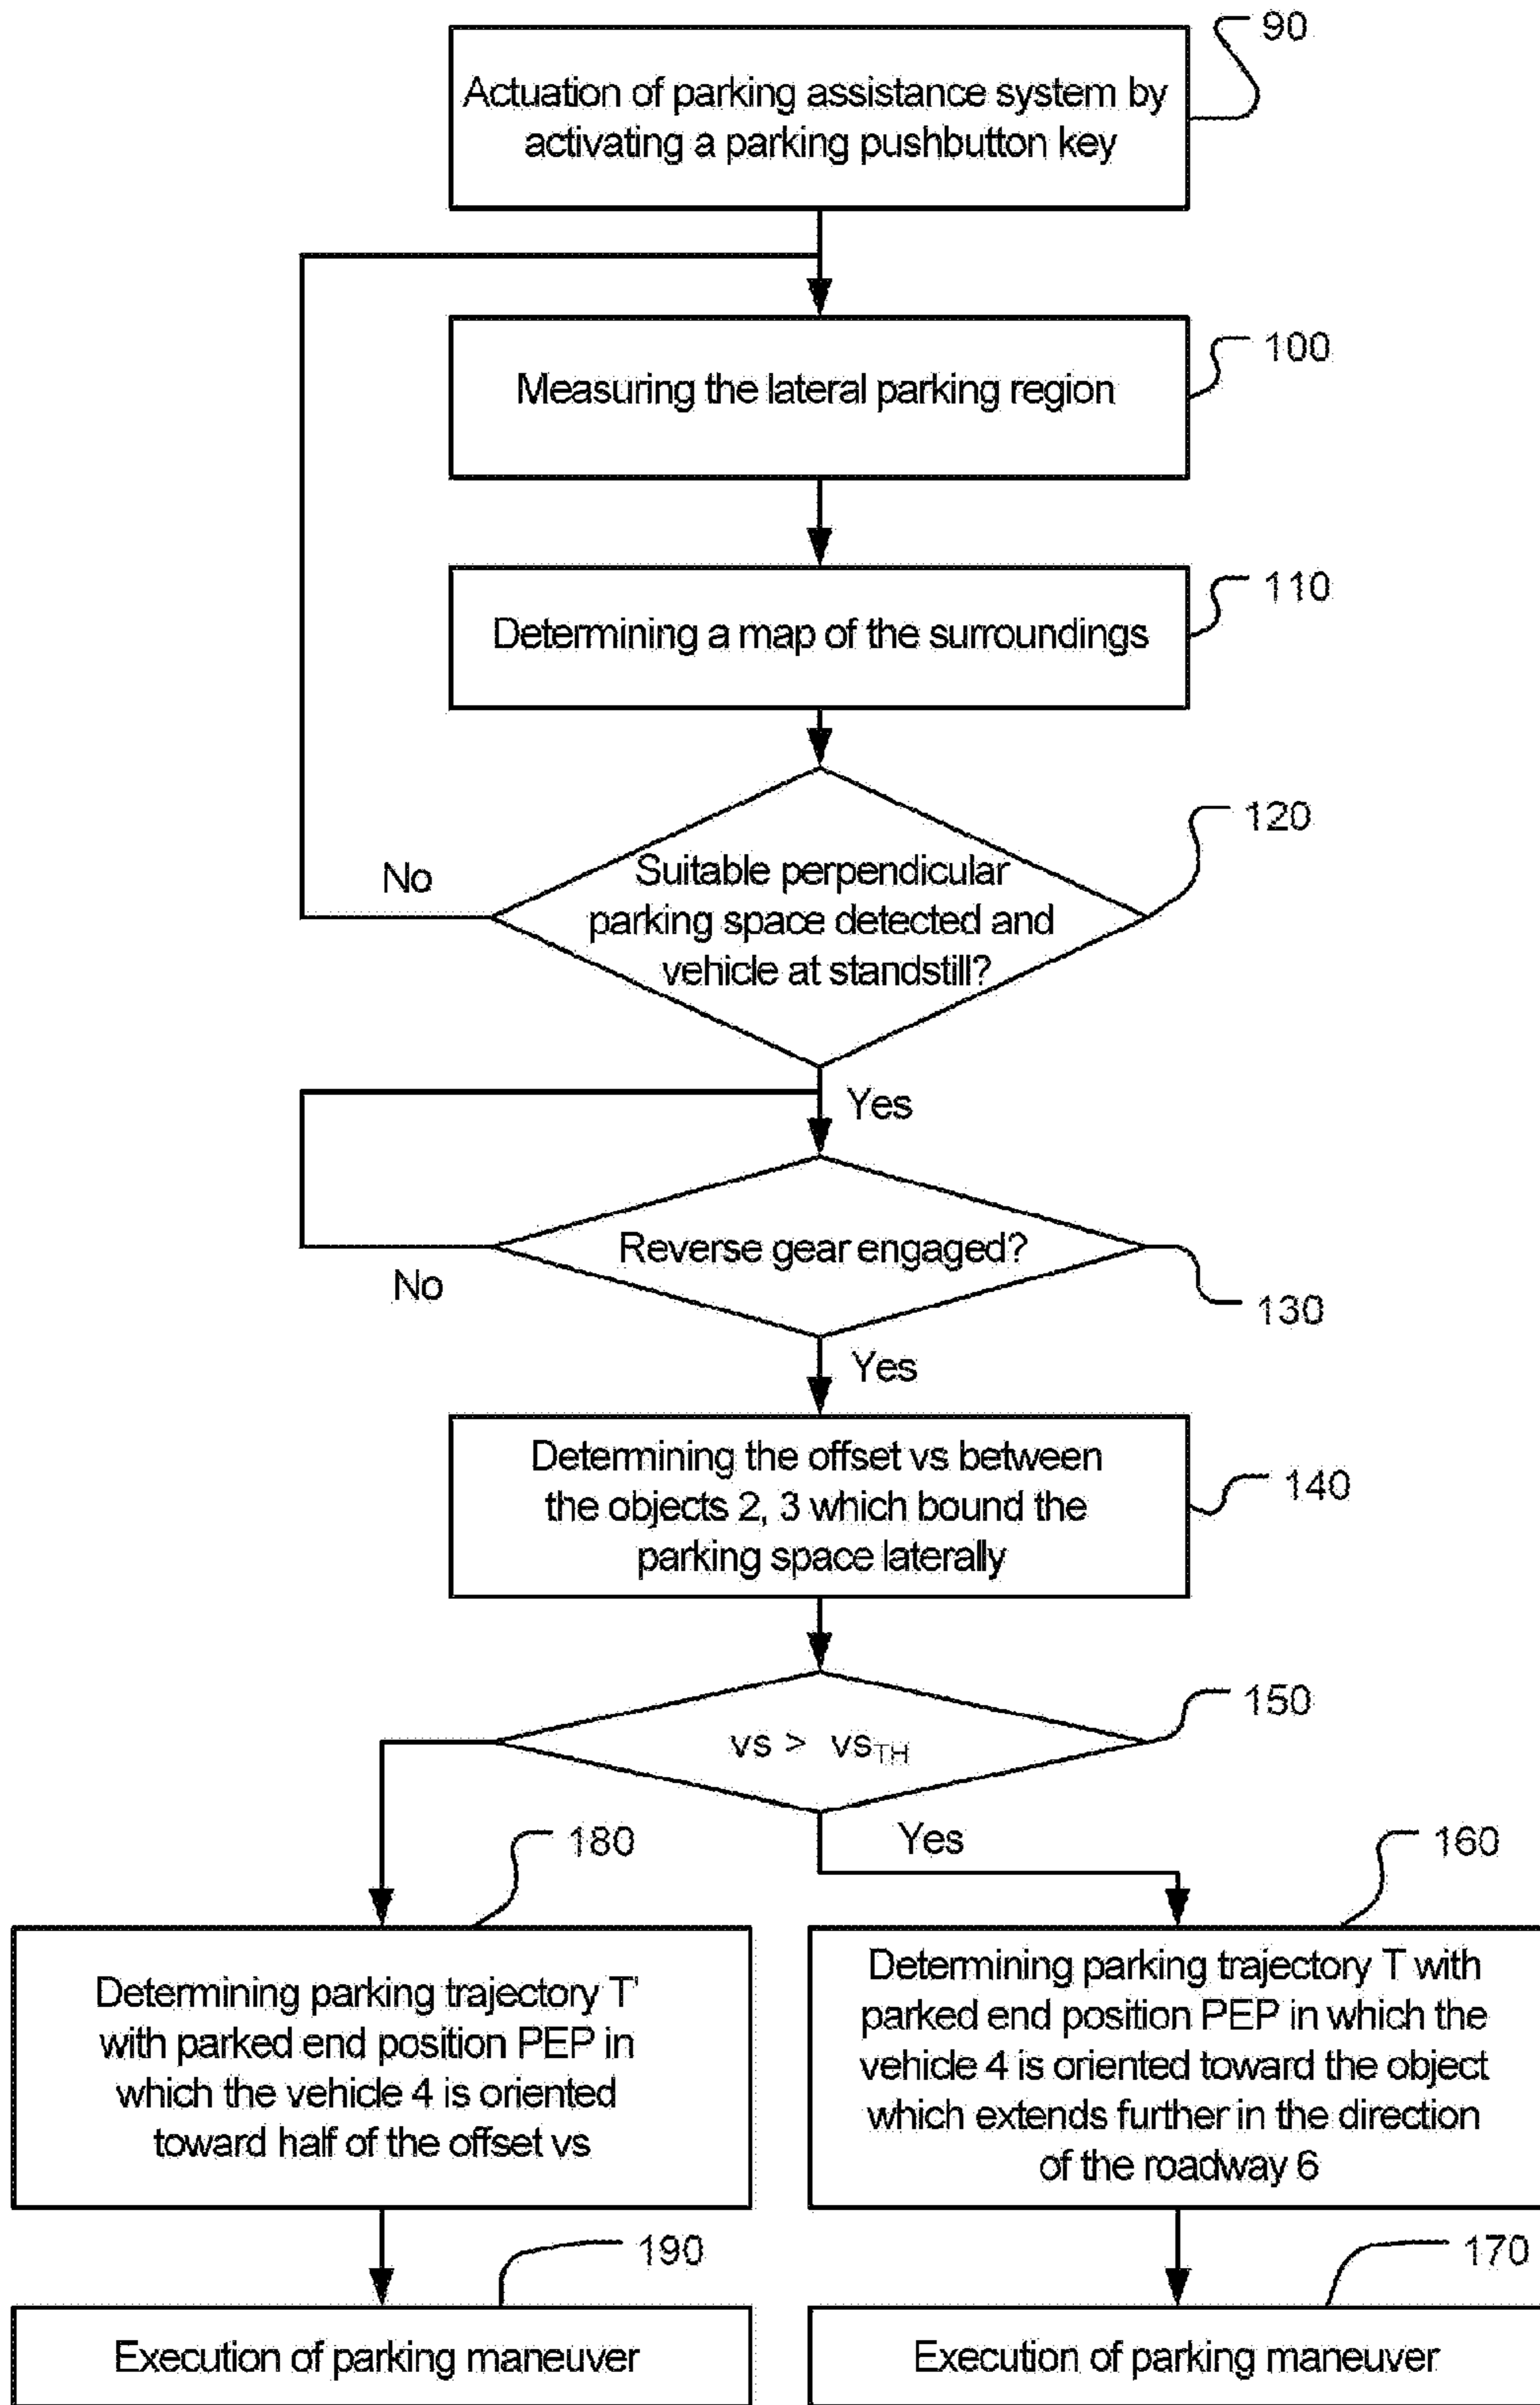 90
Actuation of parking assistance system by
activating a parking pushbutton key
100
Measuring the lateral parking region
110
Determining a map of the surroundings
120
No
Suitable perpendicular
parking space detected and
vehicle at standstill?
Yes
Reverse gear engaged?
No
130
Yes
Determining the offset vs between
the objects 2, 3 which bound the
parking space laterally
140
150
vs > vsTH
Yes
180
160
Determining parking trajectory T'
with parked end position PEP in
which the vehicle 4 is oriented
toward half of the offset vs
Determining parking trajectory T with
parked end position PEP in which the
vehicle 4 is oriented toward the object
which extends further in the direction
of the roadway 6
190
170
Execution of parking maneuver
Execution of parking maneuver